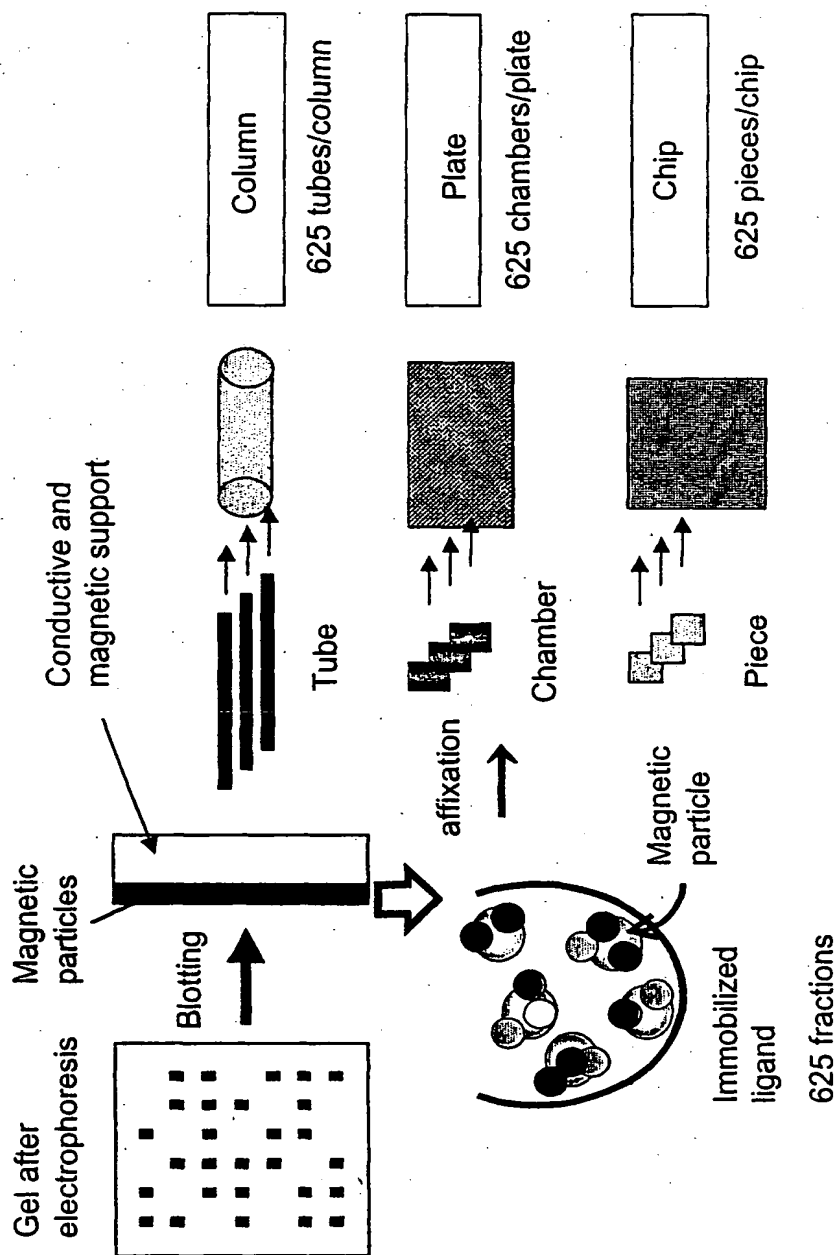 Gel after
electrophoresis
Blotting
Magnetic
particles
Conductive and
magnetic support
Immobilized
ligand
625 fractions
Magnetic
particle
affixation
Tube
Column
625 tubes/column
Chamber
Plate
625 chambers/plate
Piece
Chip
625 pieces/chip